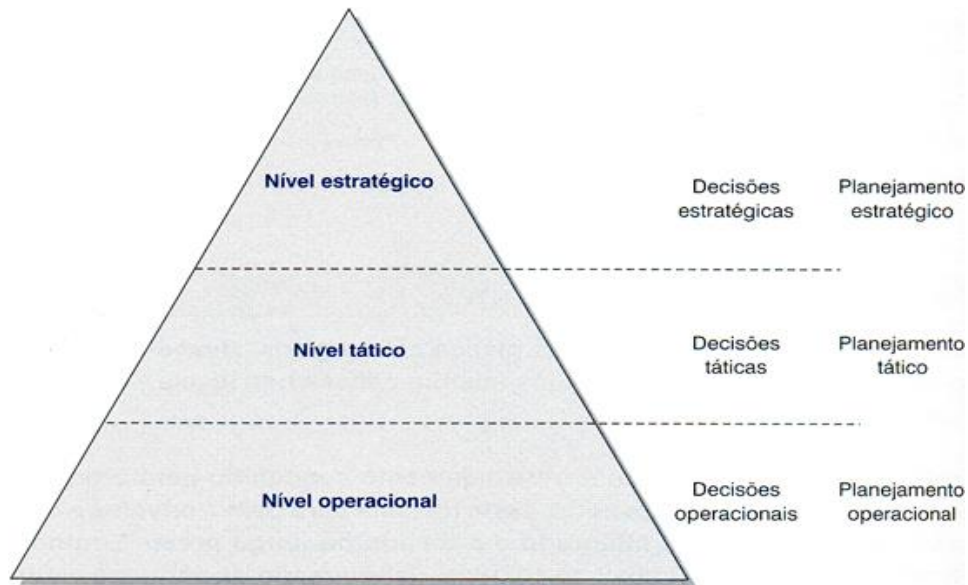 Nível estratégico
Decisões
estratégicas
Planejamento
estratégico
Nível tático
Decisões
táticas
Planejamento
tático
Nível operacional
Decisões
operacionais
Planejamento
operacional